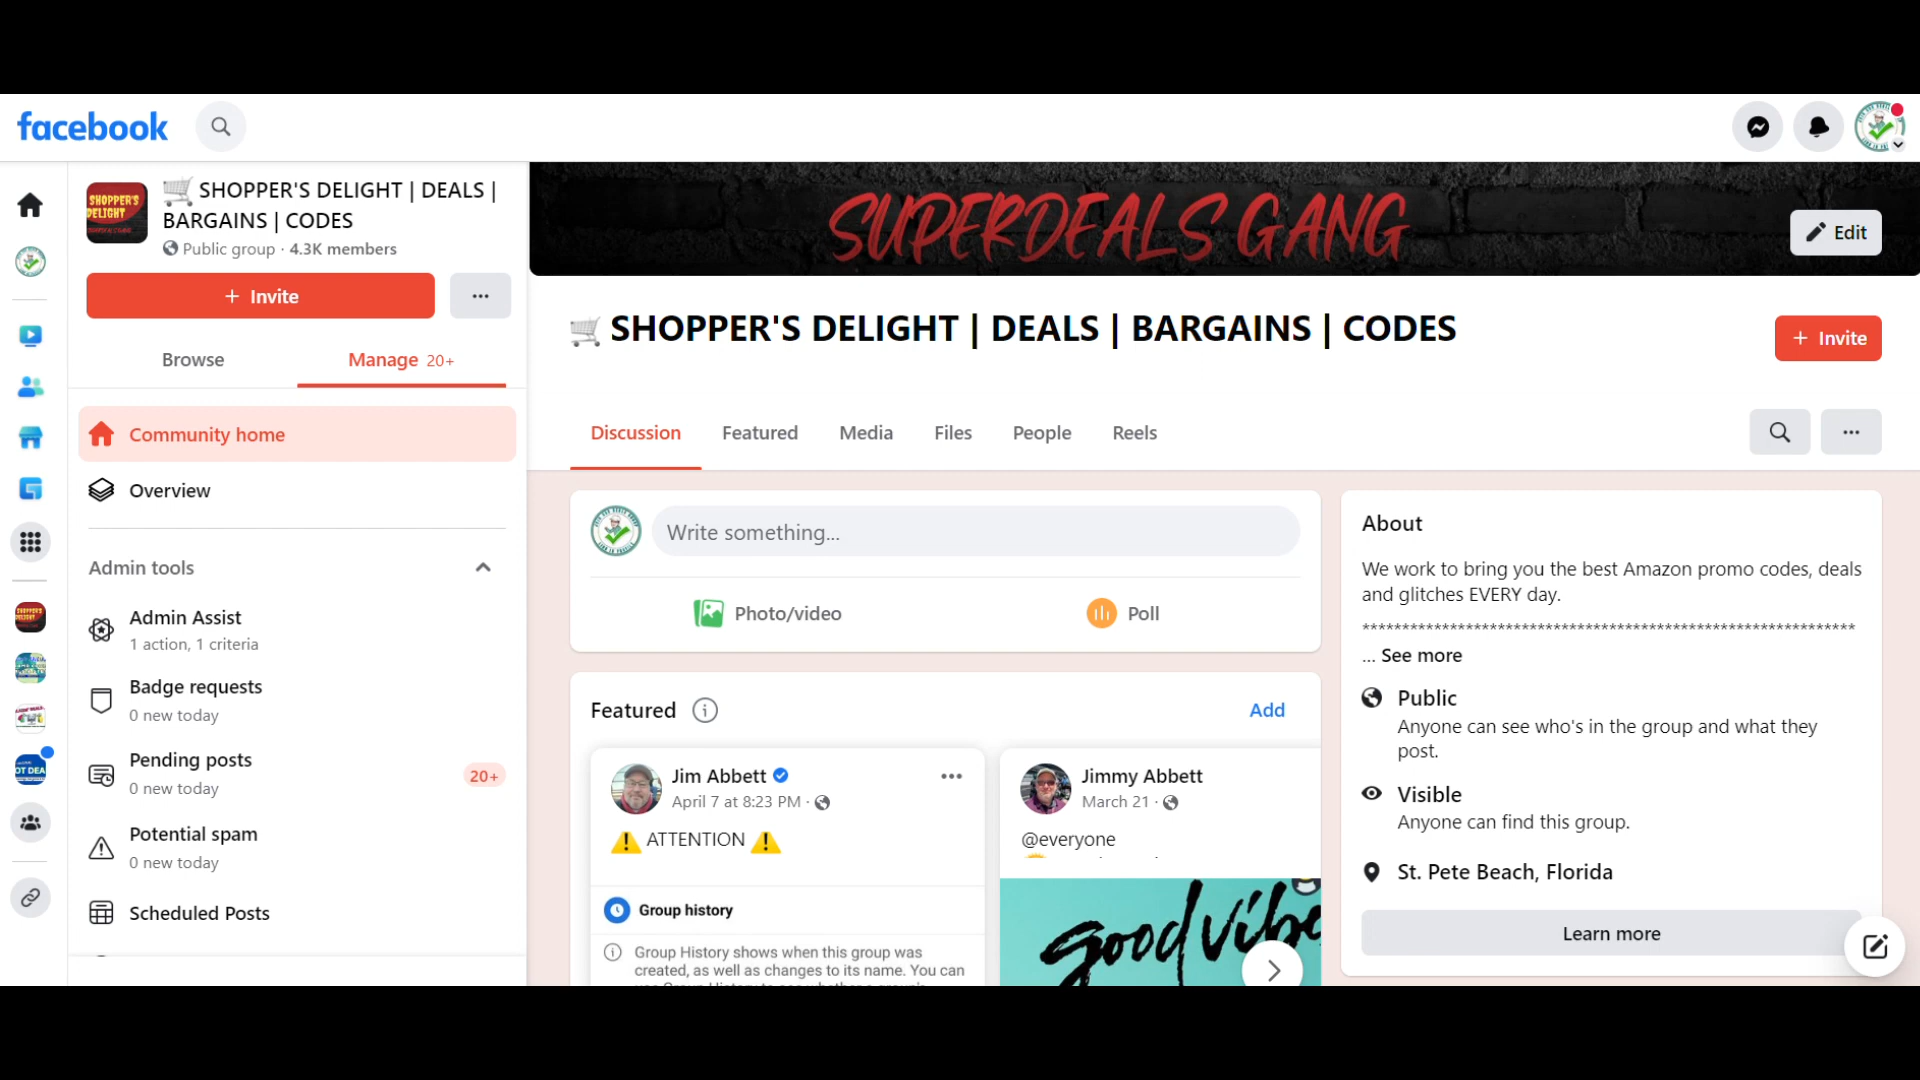 facebook
SHOPPER'S DELIGHT | DEALS |
BARGAINS | CODES
Public group · 4.3K members
+ Invite
Browse
Manage 20+
Community home
Overview
Admin tools
Admin Assist
1 action, 1 criteria
Badge requests
0 new today
Pending posts
0 new today
20+
Potential spam
0 new today
Scheduled Posts
SHOPPER'S
DELIGHT
SUPERDEALS GANG
Edit
SHOPPER'S DELIGHT | DEALS | BARGAINS | CODES
+ Invite
Discussion
Featured
Media
Files
People
Reels
Write something...
Photo/video
Poll
Featured
Add
Jim Abbett
April 7 at 8:23 PM ·
ATTENTION
Group history
Group History shows when this group was
created, as well as changes to its name. You can
Jimmy Abbett
March 21 ·
@everyone
good vibe
About
We work to bring you the best Amazon promo codes, deals
and glitches EVERY day.
**************************************************************
... See more
Public
Anyone can see who's in the group and what they
post.
Visible
Anyone can find this group.
St. Pete Beach, Florida
Learn more